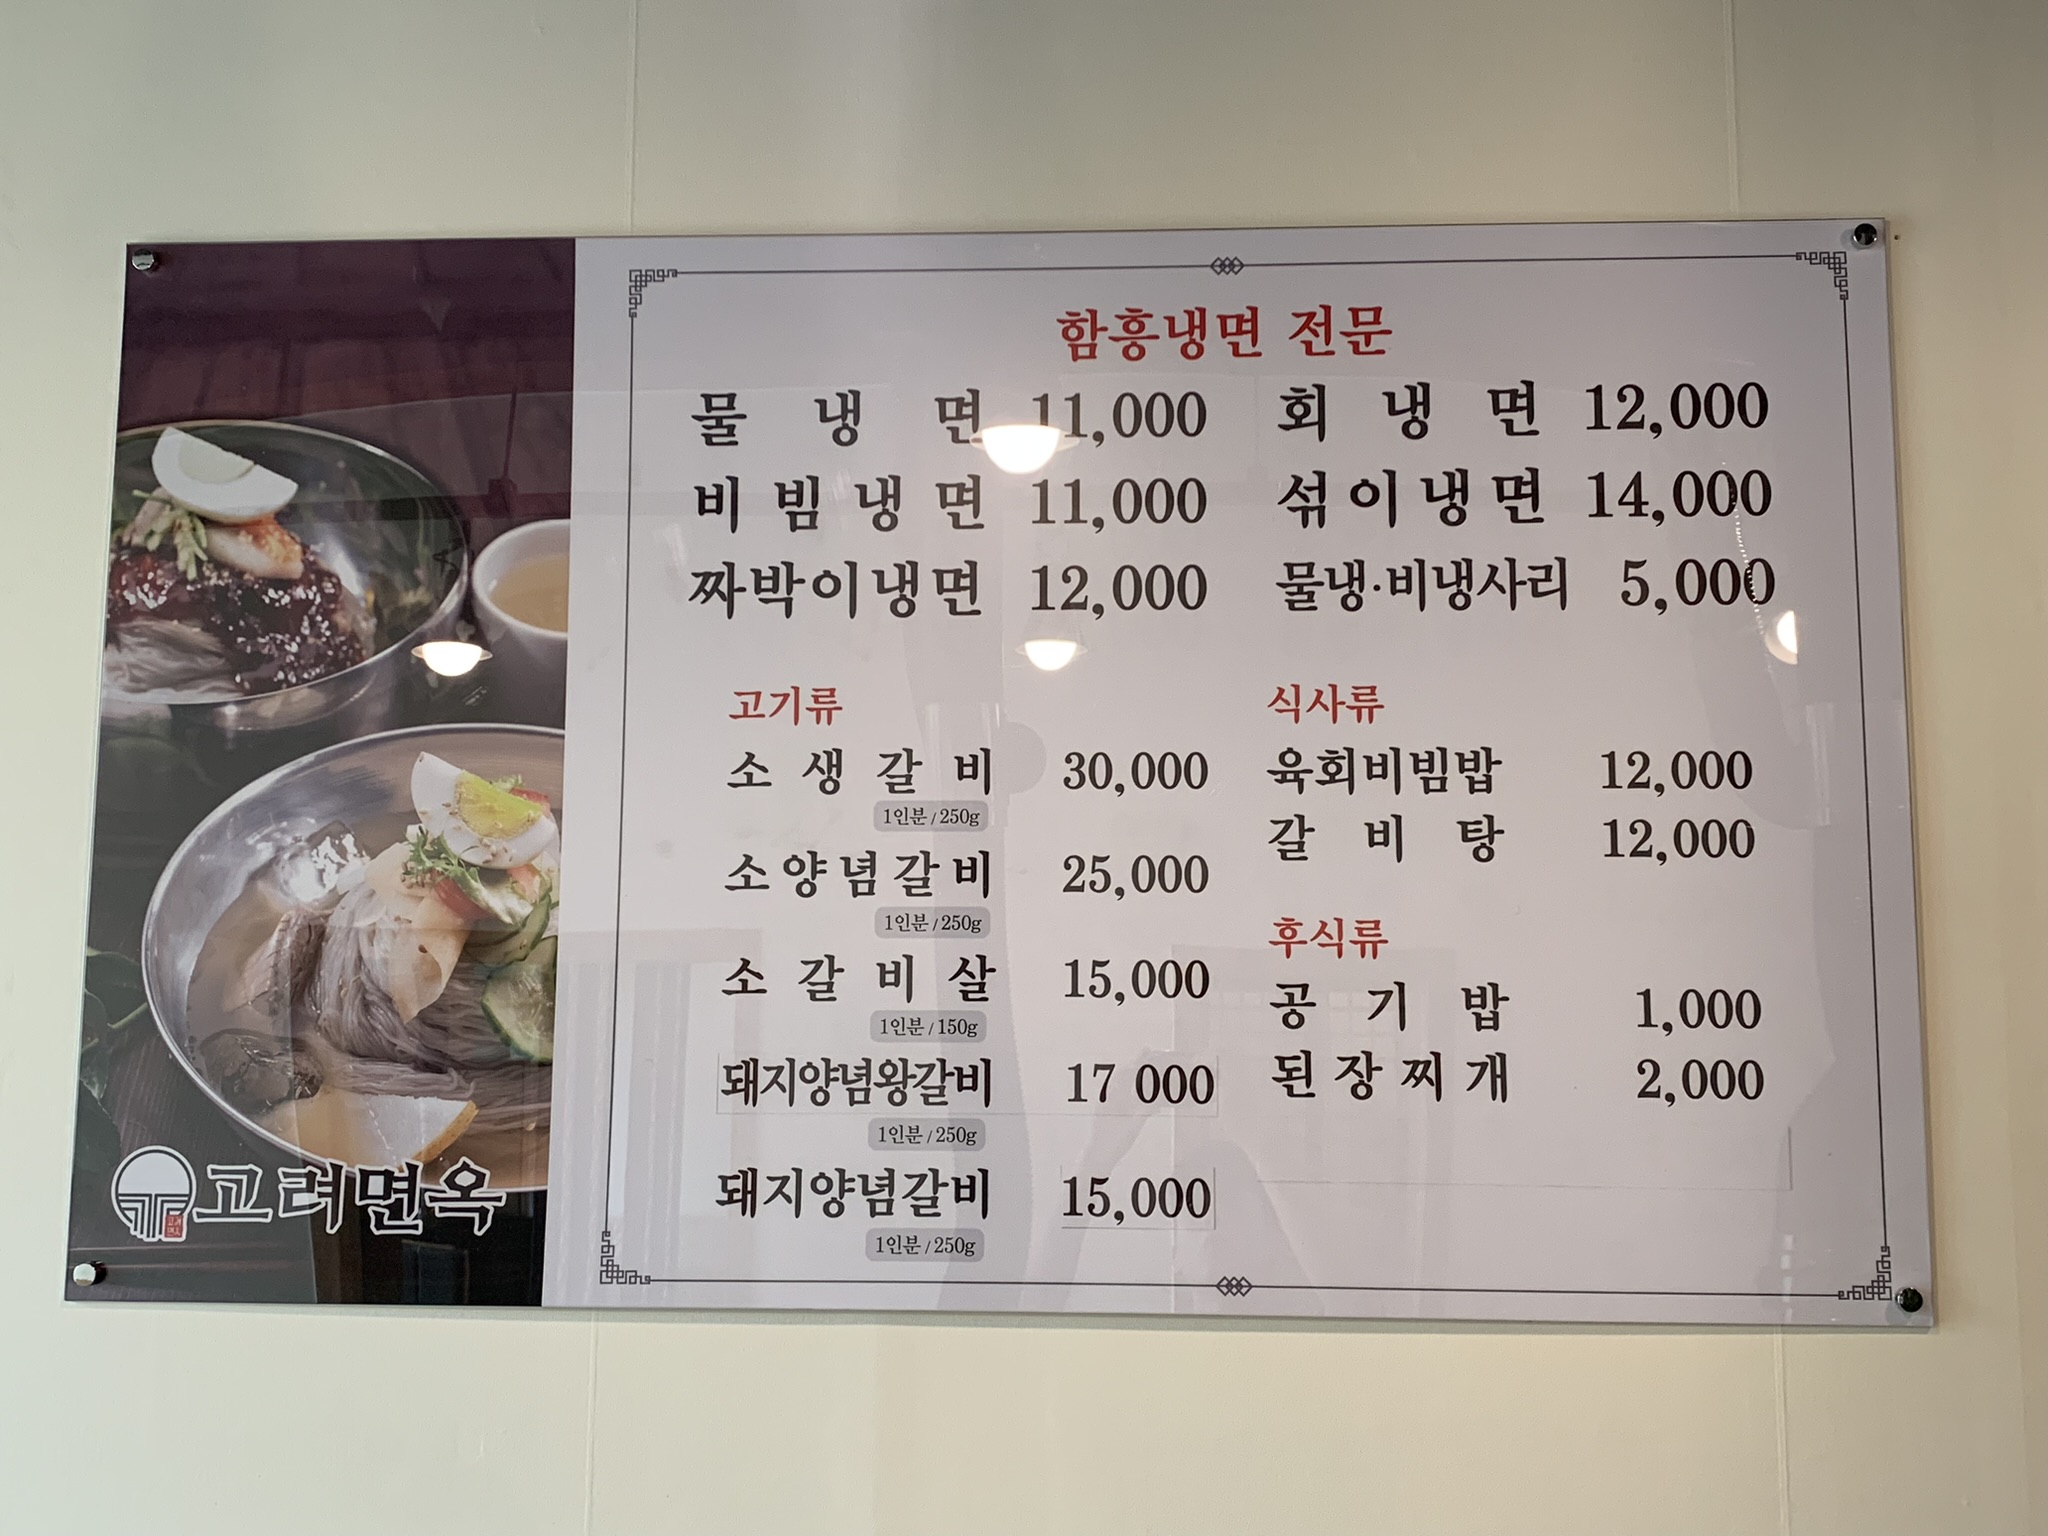 함흥냉면 전문
물냉면 11,000 회냉면 12,000
비빔냉면 11,000 섞이냉면 14,000
짜박이냉면 12,000 물냉·비냉사리 5,000
고기류
소생갈비 30,000
1인분/250g
소양념갈비 25,000
1인분/250g
소갈비살 15,000
1인분/150g
돼지양념왕갈비 17 000
1인분/250g
돼지양념갈비 15,000
1인분/250g
식사류
육회비빔밥 12,000
갈비탕 12,000
후식류
공기밥 1,000
된장찌개 2,000
고려면옥